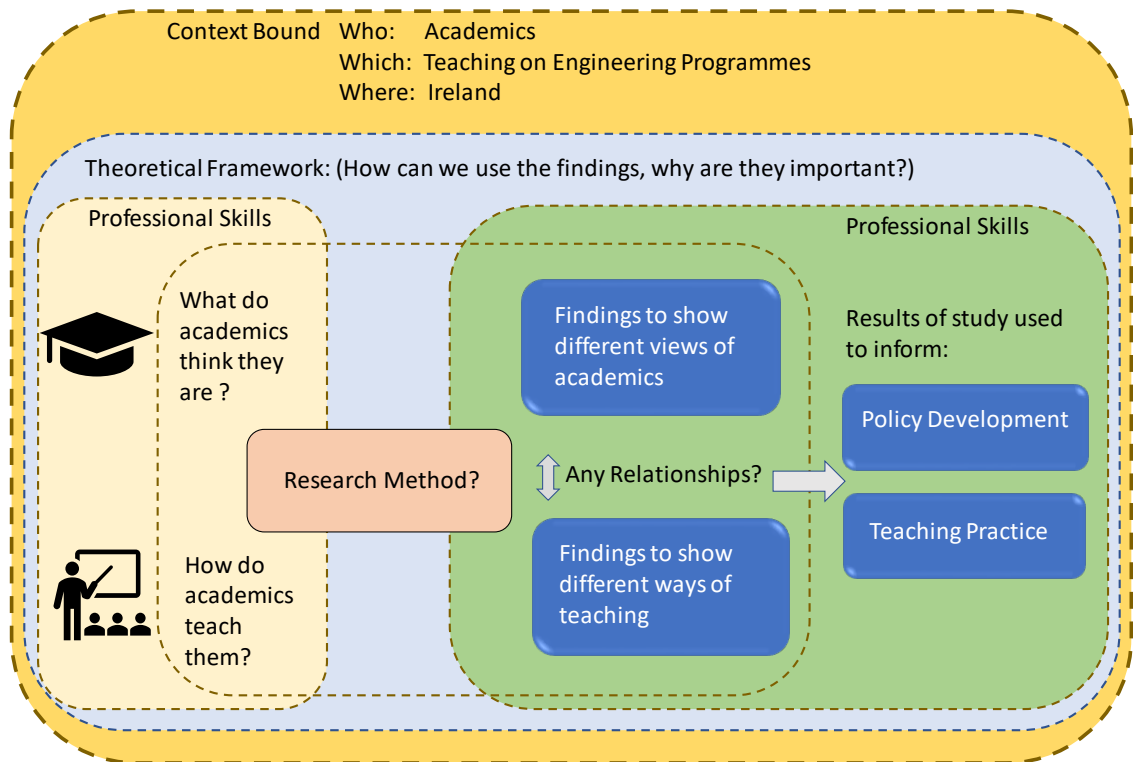 Context Bound Who: Academics
Which: Teaching on Engineering Programmes
Where: Ireland
Theoretical Framework: (How can we use the findings, why are they important?)
Professional Skills
What do
academics
think they
are ?
How do
academics
teach
them?
Research Method?
Findings to show
different views of
academics
Any Relationships?
Findings to show
different ways of
teaching
Professional Skills
Results of study used
to inform:
Policy Development
Teaching Practice